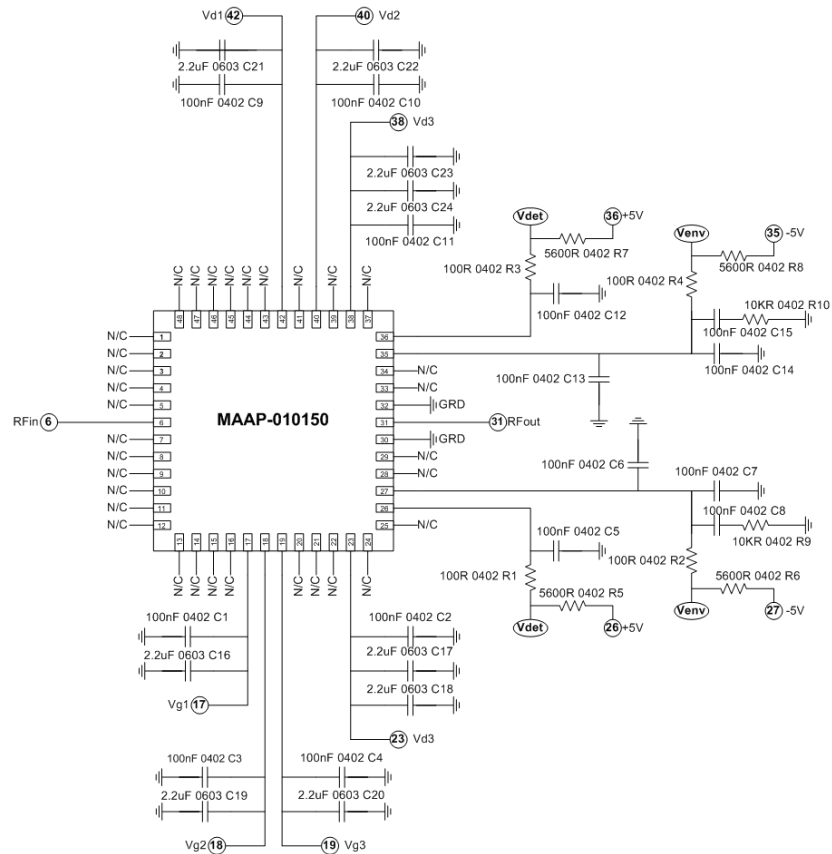 Vd1 42
40 Vd2
2.2uF 0603 C21
2.2uF 0603 C22
100nF 0402 C9
100nF 0402 C10
38 Vd3
2.2uF 0603 C23
2.2uF 0603 C24
100nF 0402 C11
Vdet
36 +5V
5600R 0402 R7
100R 0402 R3
100nF 0402 C12
Venv
35 -5V
5600R 0402 R8
100R 0402 R4
10KR 0402 R10
100nF 0402 C15
100nF 0402 C14
100nF 0402 C13
N/C N/C N/C N/C N/C N/C N/C N/C N/C
48 47 46 45 44 43 42 41 40 39 38 37
N/C 1
N/C 2
N/C 3
N/C 4
N/C 5
RFin 6 6
N/C 7
N/C 8
N/C 9
N/C 10
N/C 11
N/C 12
MAAP-010150
36
35
34 N/C
33 N/C
32 GRD
31 31 RFout
30 GRD
29 N/C
28 N/C
27
26
25 N/C
13 14 15 16 17 18 19 20 21 22 23 24
N/C N/C N/C N/C N/C N/C N/C N/C
100nF 0402 C6
100nF 0402 C7
100nF 0402 C8
10KR 0402 R9
100R 0402 R2
5600R 0402 R6
Venv
27 -5V
100nF 0402 C5
100R 0402 R1
5600R 0402 R5
Vdet
26 +5V
100nF 0402 C1
2.2uF 0603 C16
Vg1 17
100nF 0402 C2
2.2uF 0603 C17
2.2uF 0603 C18
23 Vd3
100nF 0402 C3
2.2uF 0603 C19
Vg2 18
100nF 0402 C4
2.2uF 0603 C20
19 Vg3